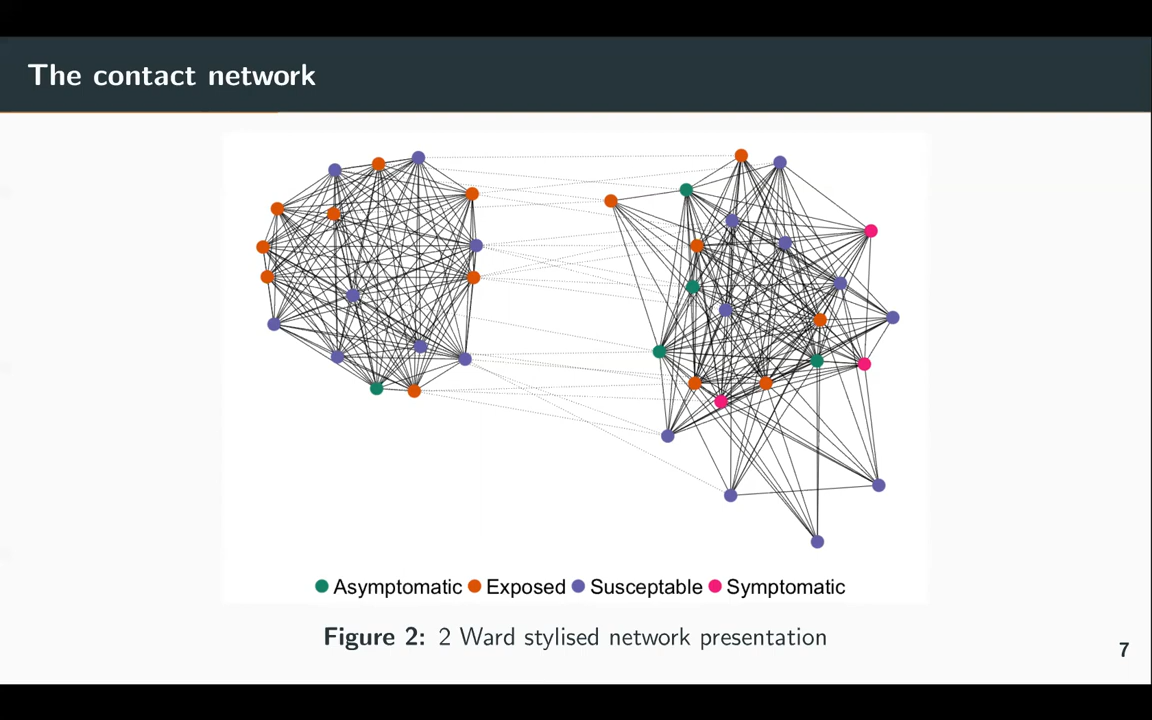 The contact network
Asymptomatic Exposed Susceptable Symptomatic
Figure 2: 2 Ward stylised network presentation
7